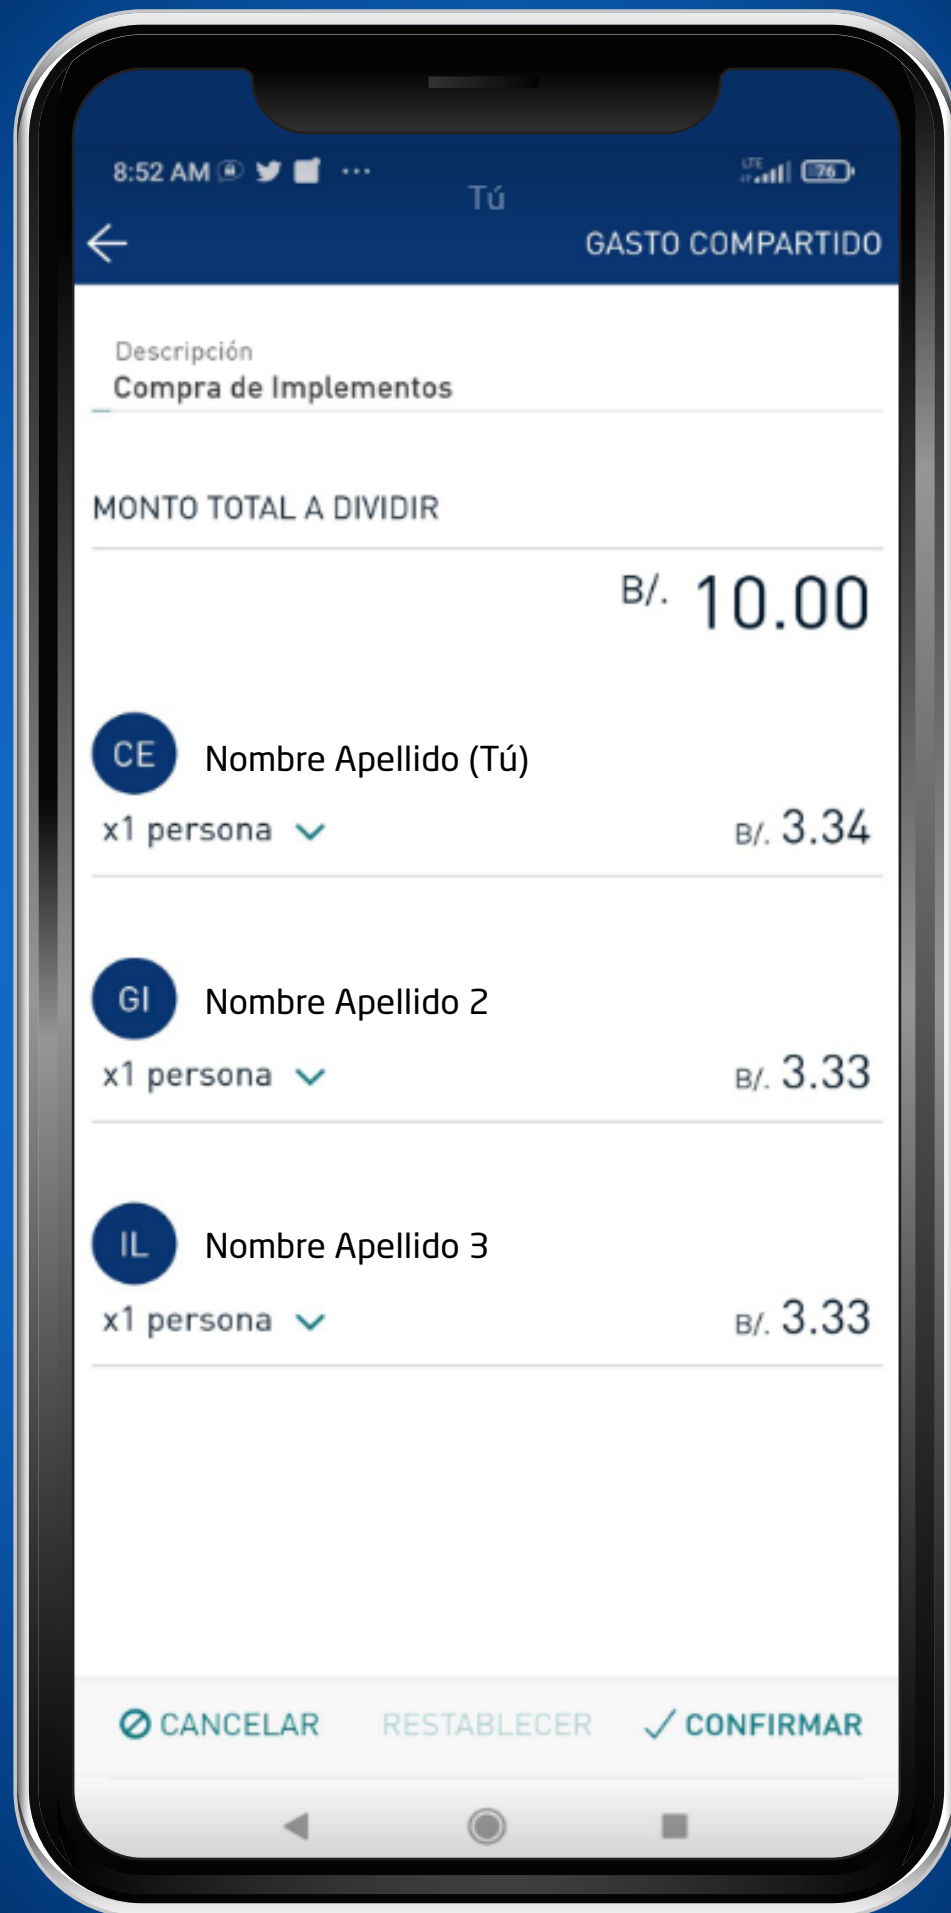 8:52 AM ... LTE 76
Tú
GASTO COMPARTIDO
Descripción
Compra de Implementos
MONTO TOTAL A DIVIDIR
B/. 10.00
CE Nombre Apellido (Tú)
x1 persona B/. 3.34
GI Nombre Apellido 2
x1 persona B/. 3.33
IL Nombre Apellido 3
x1 persona B/. 3.33
CANCELAR RESTABLECER CONFIRMAR